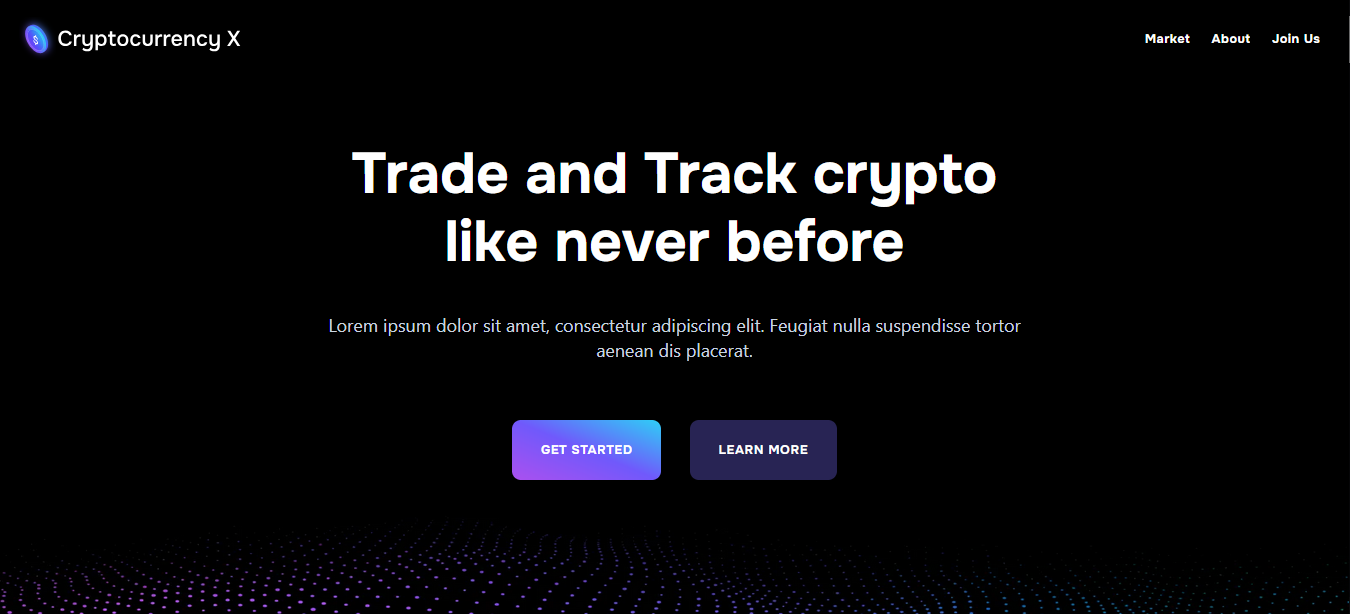 $
Cryptocurrency X
Market
About
Join Us
Trade and Track crypto
like never before
Lorem ipsum dolor sit amet, consectetur adipiscing elit. Feugiat nulla suspendisse tortor
aenean dis placerat.
GET STARTED
LEARN MORE